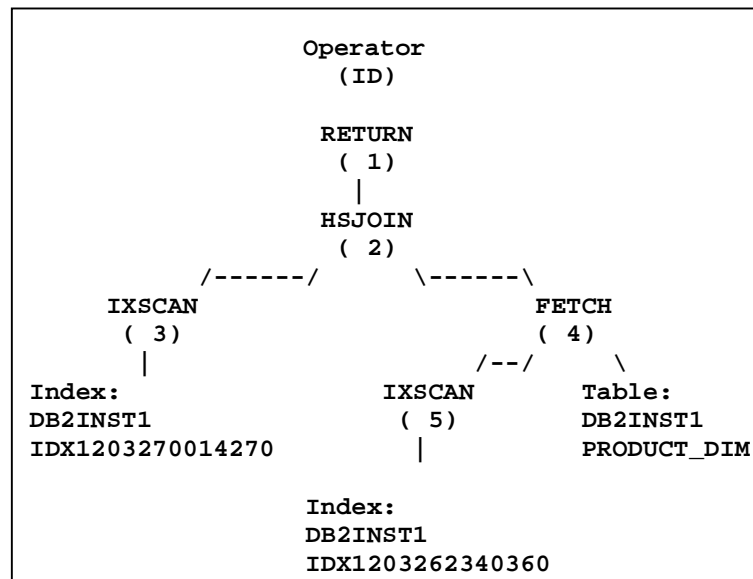 Operator
(ID)
RETURN
( 1)
|
HSJOIN
( 2)
/------/ \------\
IXSCAN FETCH
( 3) ( 4)
| /--/ \
Index: IXSCAN Table:
DB2INST1 ( 5) DB2INST1
IDX1203270014270 | PRODUCT_DIM
Index:
DB2INST1
IDX1203262340360